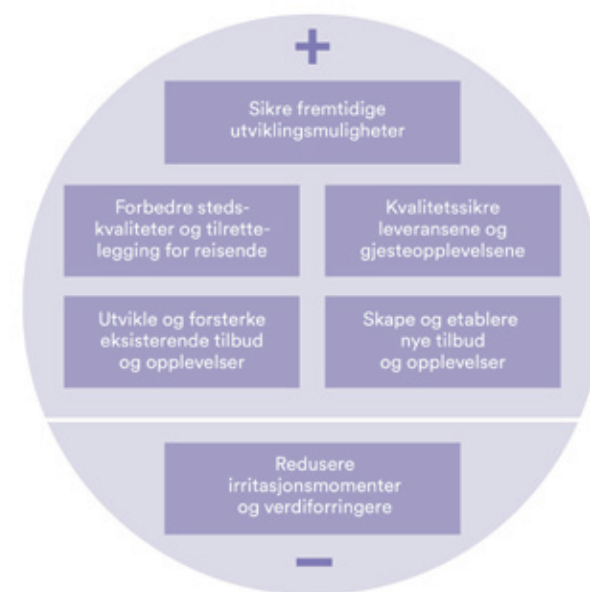 +
Sikre fremtidige
utviklingsmuligheter
Forbedre steds-
kvaliteter og tilrette-
legging for reisende
Kvalitetssikre
leveransene og
gjesteopplevelsene
Utvikle og forsterke
eksisterende tilbud
og opplevelser
Skape og etablere
nye tilbud
og opplevelser
Redusere
irritasjonsmomenter
og verdiforringere
−